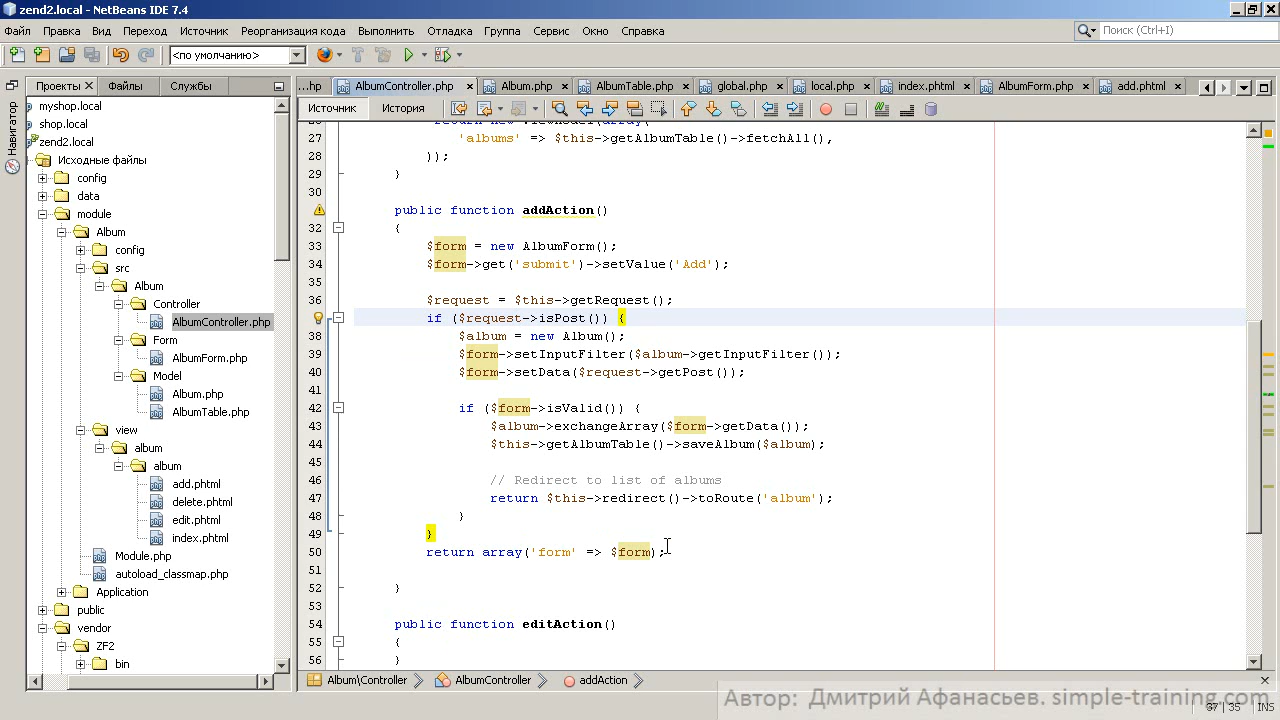 zend2.local - NetBeans IDE 7.4
Файл Правка Вид Переход Источник Реорганизация кода Выполнить Отладка Группа Сервис Окно Справка
Поиск (Ctrl+I)
<по умолчанию>
Проекты Файлы Службы
Навигатор
...hp AlbumController.php Album.php AlbumTable.php global.php local.php index.phtml AlbumForm.php add.phtml
Источник История
myshop.local
shop.local
zend2.local
Исходные файлы
config
data
module
Album
config
src
Album
Controller
AlbumController.php
Form
AlbumForm.php
Model
Album.php
AlbumTable.php
view
album
album
add.phtml
delete.phtml
edit.phtml
index.phtml
Module.php
autoload_classmap.php
Application
public
vendor
ZF2
bin
26 return new ViewModel(array(
27 'albums' => $this->getAlbumTable()->fetchAll(),
28 ));
29 }
30
public function addAction()
32 {
33 $form = new AlbumForm();
34 $form->get('submit')->setValue('Add');
35
36 $request = $this->getRequest();
if ($request->isPost()) {
38 $album = new Album();
39 $form->setInputFilter($album->getInputFilter());
40 $form->setData($request->getPost());
41
42 if ($form->isValid()) {
43 $album->exchangeArray($form->getData());
44 $this->getAlbumTable()->saveAlbum($album);
45
46 // Redirect to list of albums
47 return $this->redirect()->toRoute('album');
48 }
49 }
50 return array('form' => $form);
51
52 }
53
54 public function editAction()
55 {
56 }
Album\Controller AlbumController addAction
Автор: Дмитрий Афанасьев. simple-training.com
37 | 35 INS